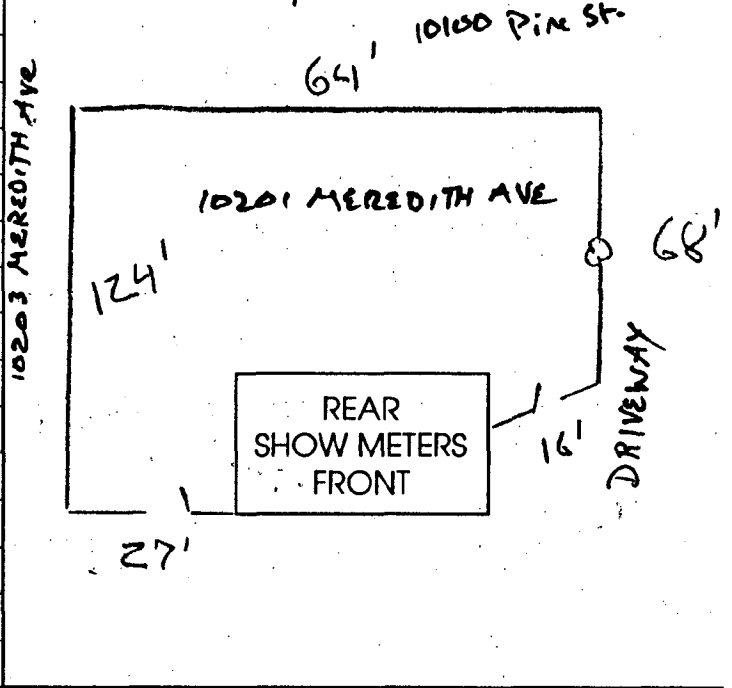 10100 Pine St.
64'
10203 MEREDITH Ave
10201 MEREDITH AVE
124'
68'
REAR
SHOW METERS
FRONT
16'
DRIVEWAY
27'